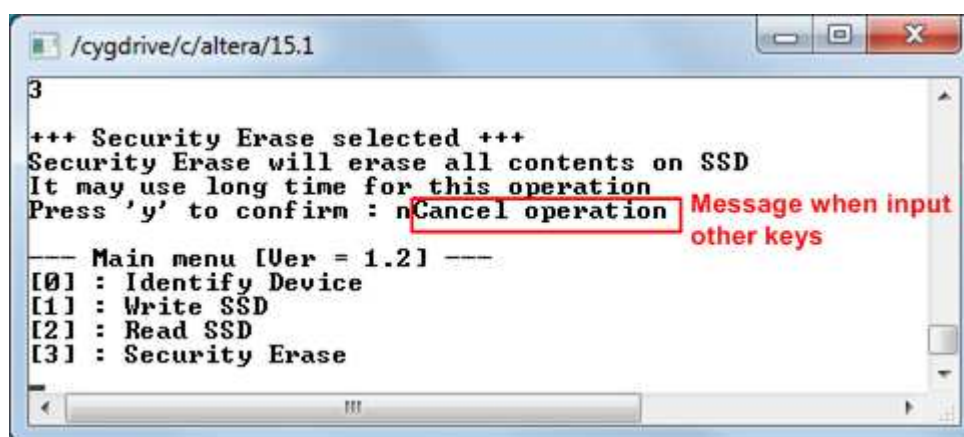 /cygdrive/c/altera/15.1
3
+++ Security Erase selected +++
Security Erase will erase all contents on SSD
It may use long time for this operation
Press 'y' to confirm : nCancel operation
Message when input
other keys
--- Main menu [Ver = 1.2] ---
[0] : Identify Device
[1] : Write SSD
[2] : Read SSD
[3] : Security Erase